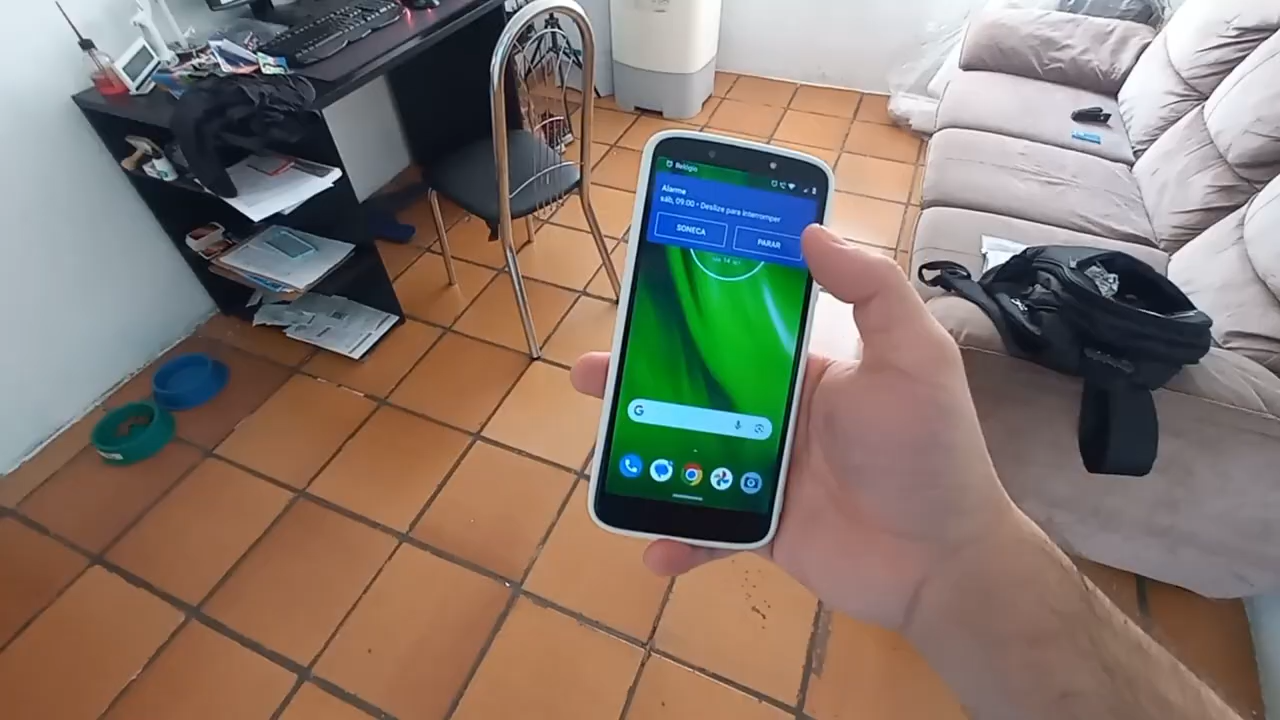 Relógio
Alarme
sáb, 09:00 • Deslize para interromper
SONECA
PARAR
G